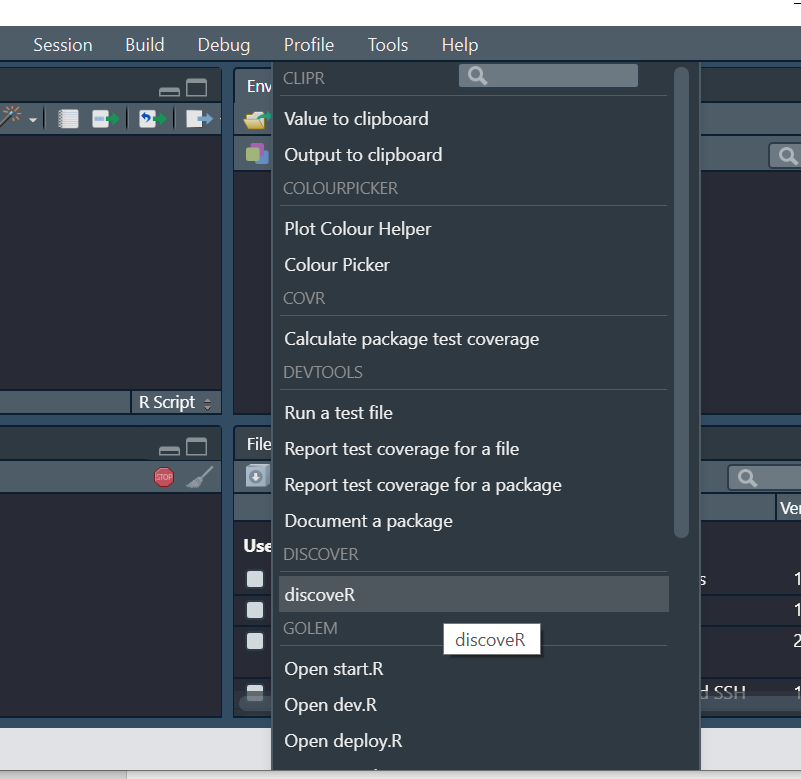 Session Build Debug Profile Tools Help
CLIPR
Env
Value to clipboard
Output to clipboard
COLOURPICKER
Plot Colour Helper
Colour Picker
COVR
Calculate package test coverage
DEVTOOLS
R Script
Run a test file
File
Report test coverage for a file
STOP
Report test coverage for a package
Ver
Document a package
Use
DISCOVER
s 1
discoveR
1
GOLEM
discoveR
2
Open start.R
d SSH 1
Open dev.R
Open deploy.R